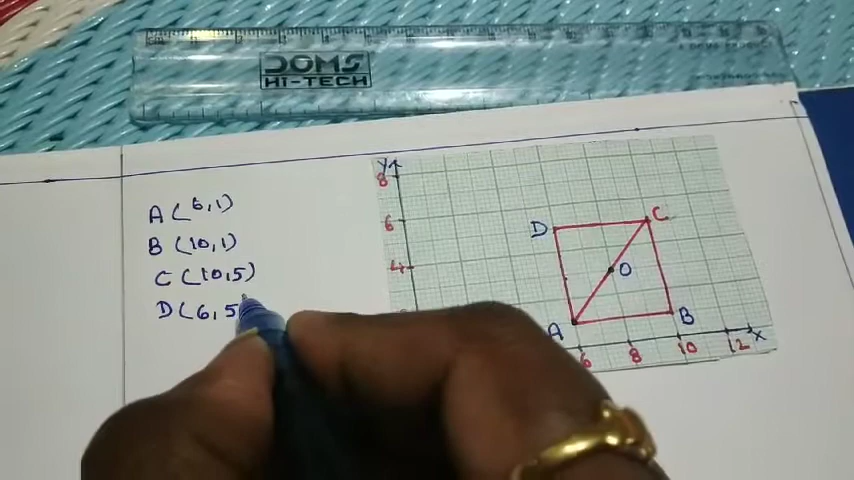 DOMS
HI-TECH
A (6,1)
B (10,1)
C (10,5)
D (6,5
Y
8
6
4
D
C
O
A
B
6
8
10
12
X